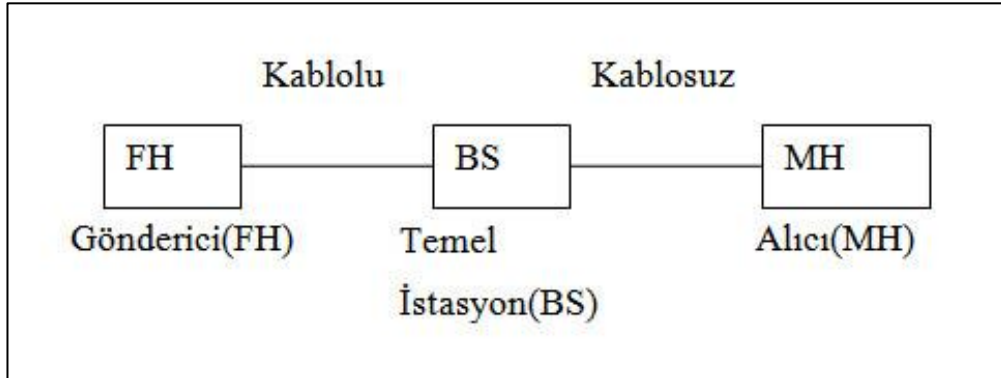 Kablolu Kablosuz
FH BS MH
Gönderici(FH) Temel Alıcı(MH)
İstasyon(BS)